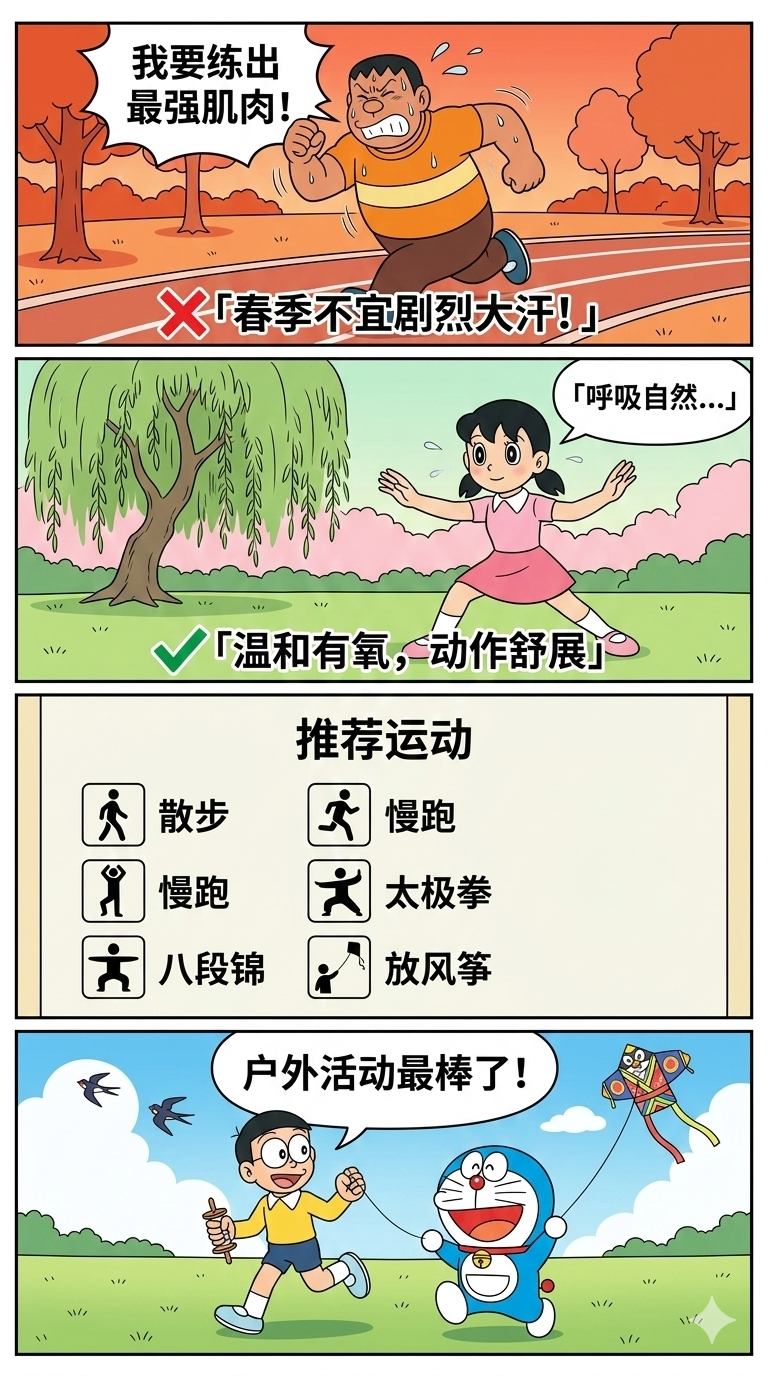 我要练出
最强肌肉！
「春季不宜剧烈大汗！」
「呼吸自然...」
「温和有氧，动作舒展」
推荐运动
散步
慢跑
慢跑
太极拳
八段锦
放风筝
户外活动最棒了！